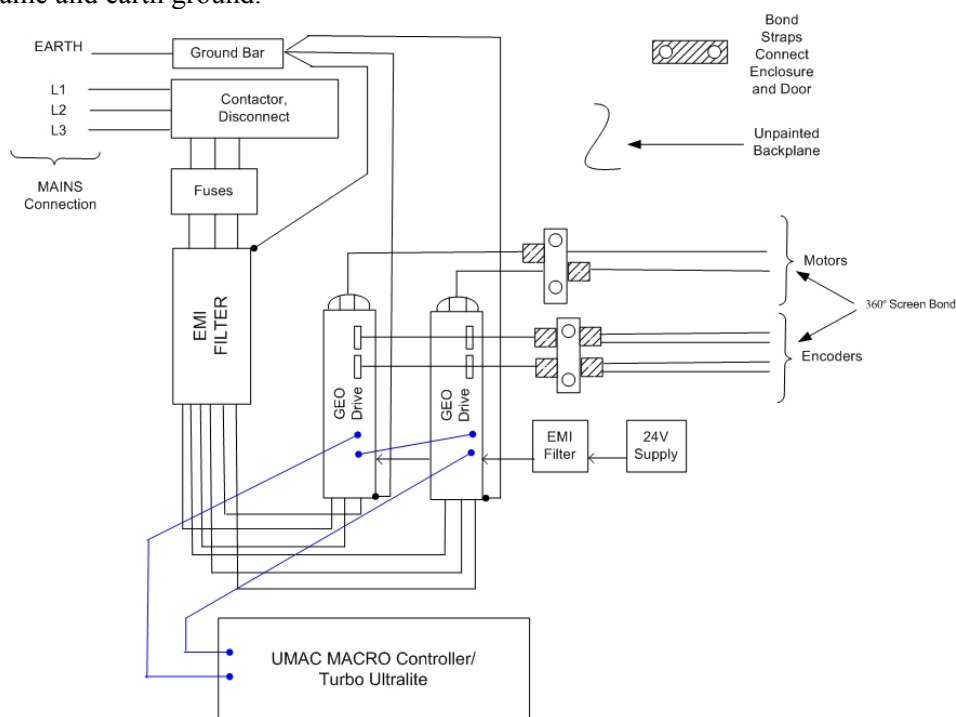 ame and earth ground.
Bond
Straps
Connect
Enclosure
and Door
EARTH
Ground Bar
L1
L2
L3
Contactor,
Disconnect
Unpainted
Backplane
MAINS
Connection
Fuses
EMI
FILTER
Motors
360º Screen Bond
Encoders
GEO
Drive
GEO
Drive
EMI
Filter
24V
Supply
UMAC MACRO Controller/
Turbo Ultralite